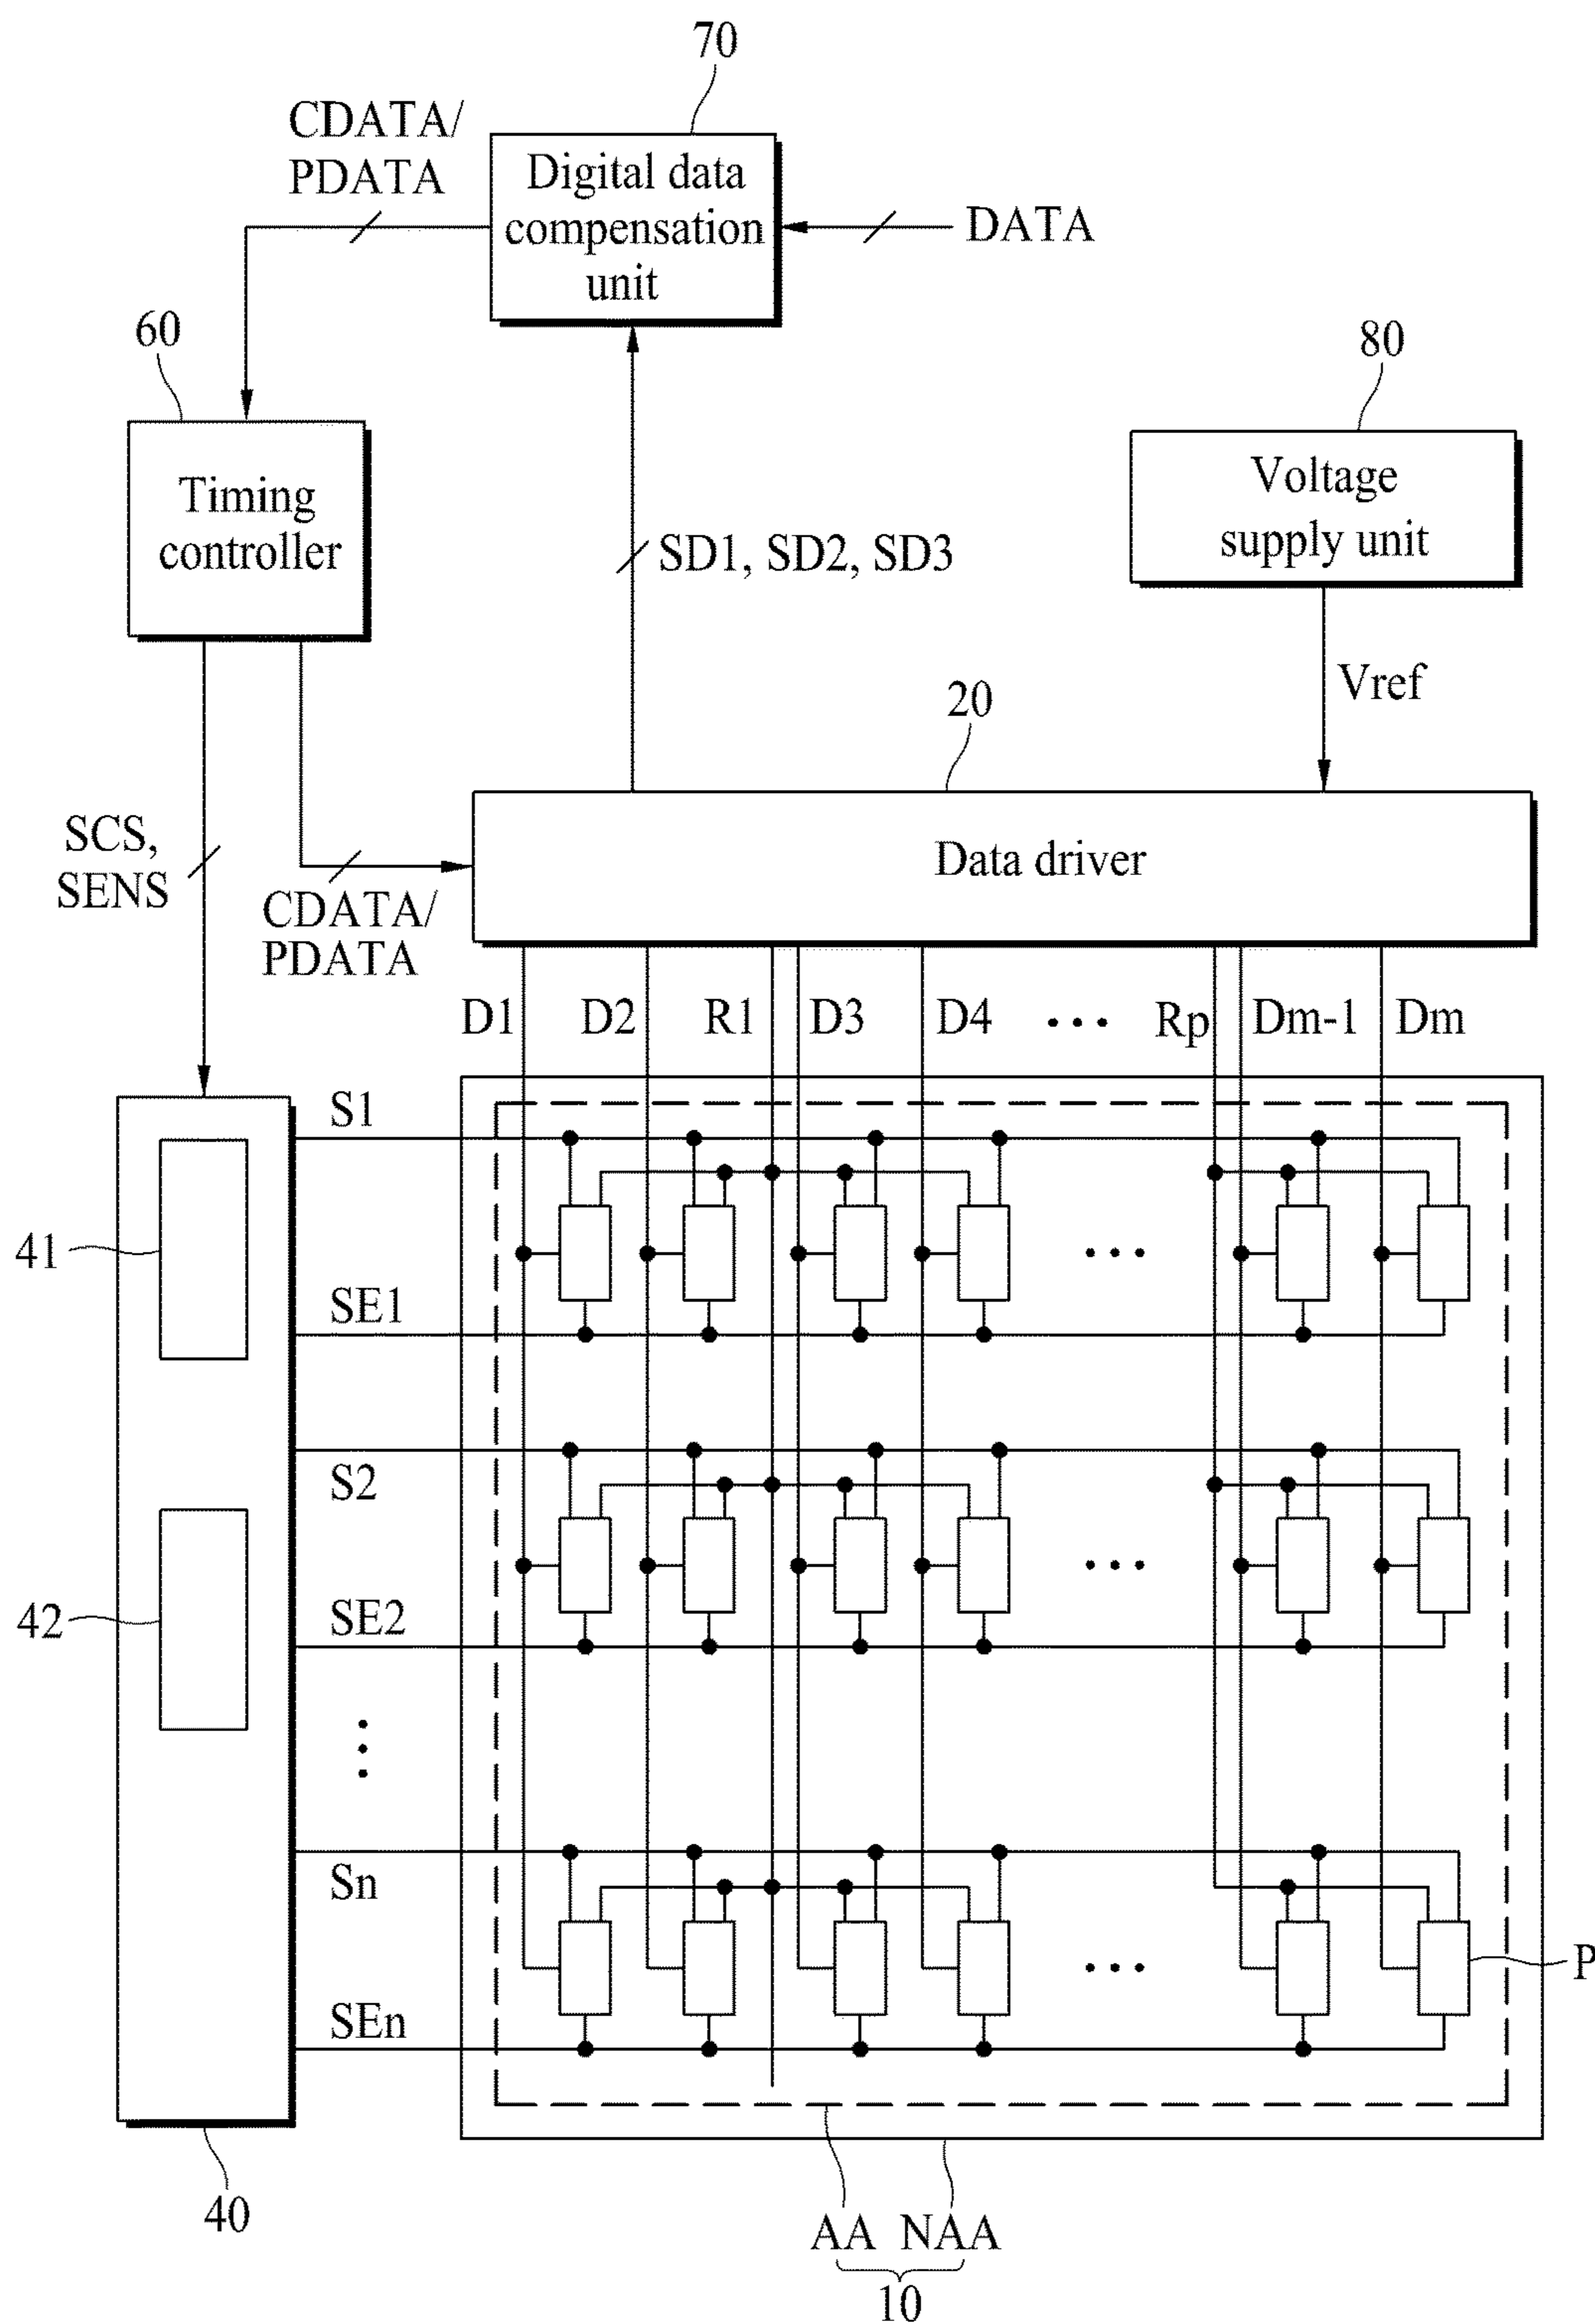 70
CDATA/
PDATA
Digital data
compensation
unit
DATA
60
80
Timing
controller
Voltage
supply unit
SD1, SD2, SD3
Vref
20
SCS,
SENS
Data driver
CDATA/
PDATA
D1 D2 R1 D3 D4 ••• Rp Dm-1 Dm
S1
41
SE1
S2
42
SE2
Sn
P
SEn
40
AA NAA
10